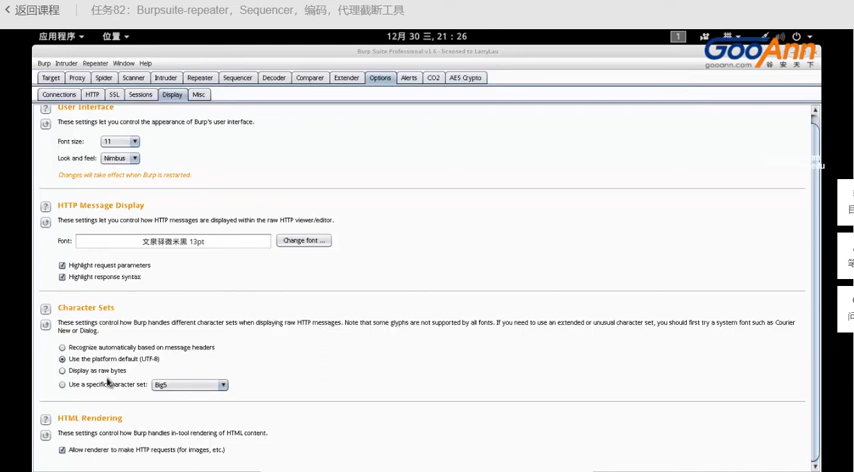 返回课程 任务82：Burpsuite-repeater，Sequencer，编码，代理截断工具
应用程序 位置 12月 30 三，21：26 1
Burp Suite Professional v1.6 - licensed to LarryLau
GooAnn
gooann.com 谷安天下
Burp Intruder Repeater Window Help
Target Proxy Spider Scanner Intruder Repeater Sequencer Decoder Comparer Extender Options Alerts CO2 AES Crypto
Connections HTTP SSL Sessions Display Misc
? User Interface
These settings let you control the appearance of Burp's user interface.
Font size: 11
Look and feel: Nimbus
Changes will take effect when Burp is restarted.
? HTTP Message Display
These settings let you control how HTTP messages are displayed within the raw HTTP viewer/editor.
Font: 文泉驿微米黑 13pt Change font ...
Highlight request parameters
Highlight response syntax
? Character Sets
These settings control how Burp handles different character sets when displaying raw HTTP messages. Note that some glyphs are not supported by all fonts. If you need to use an extended or unusual character set, you should first try a system font such as Courier
New or Dialog.
Recognize automatically based on message headers
Use the platform default (UTF-8)
Display as raw bytes
Use a specific character set: Big5
? HTML Rendering
These settings control how Burp handles in-tool rendering of HTML content.
Allow renderer to make HTTP requests (for images, etc.)